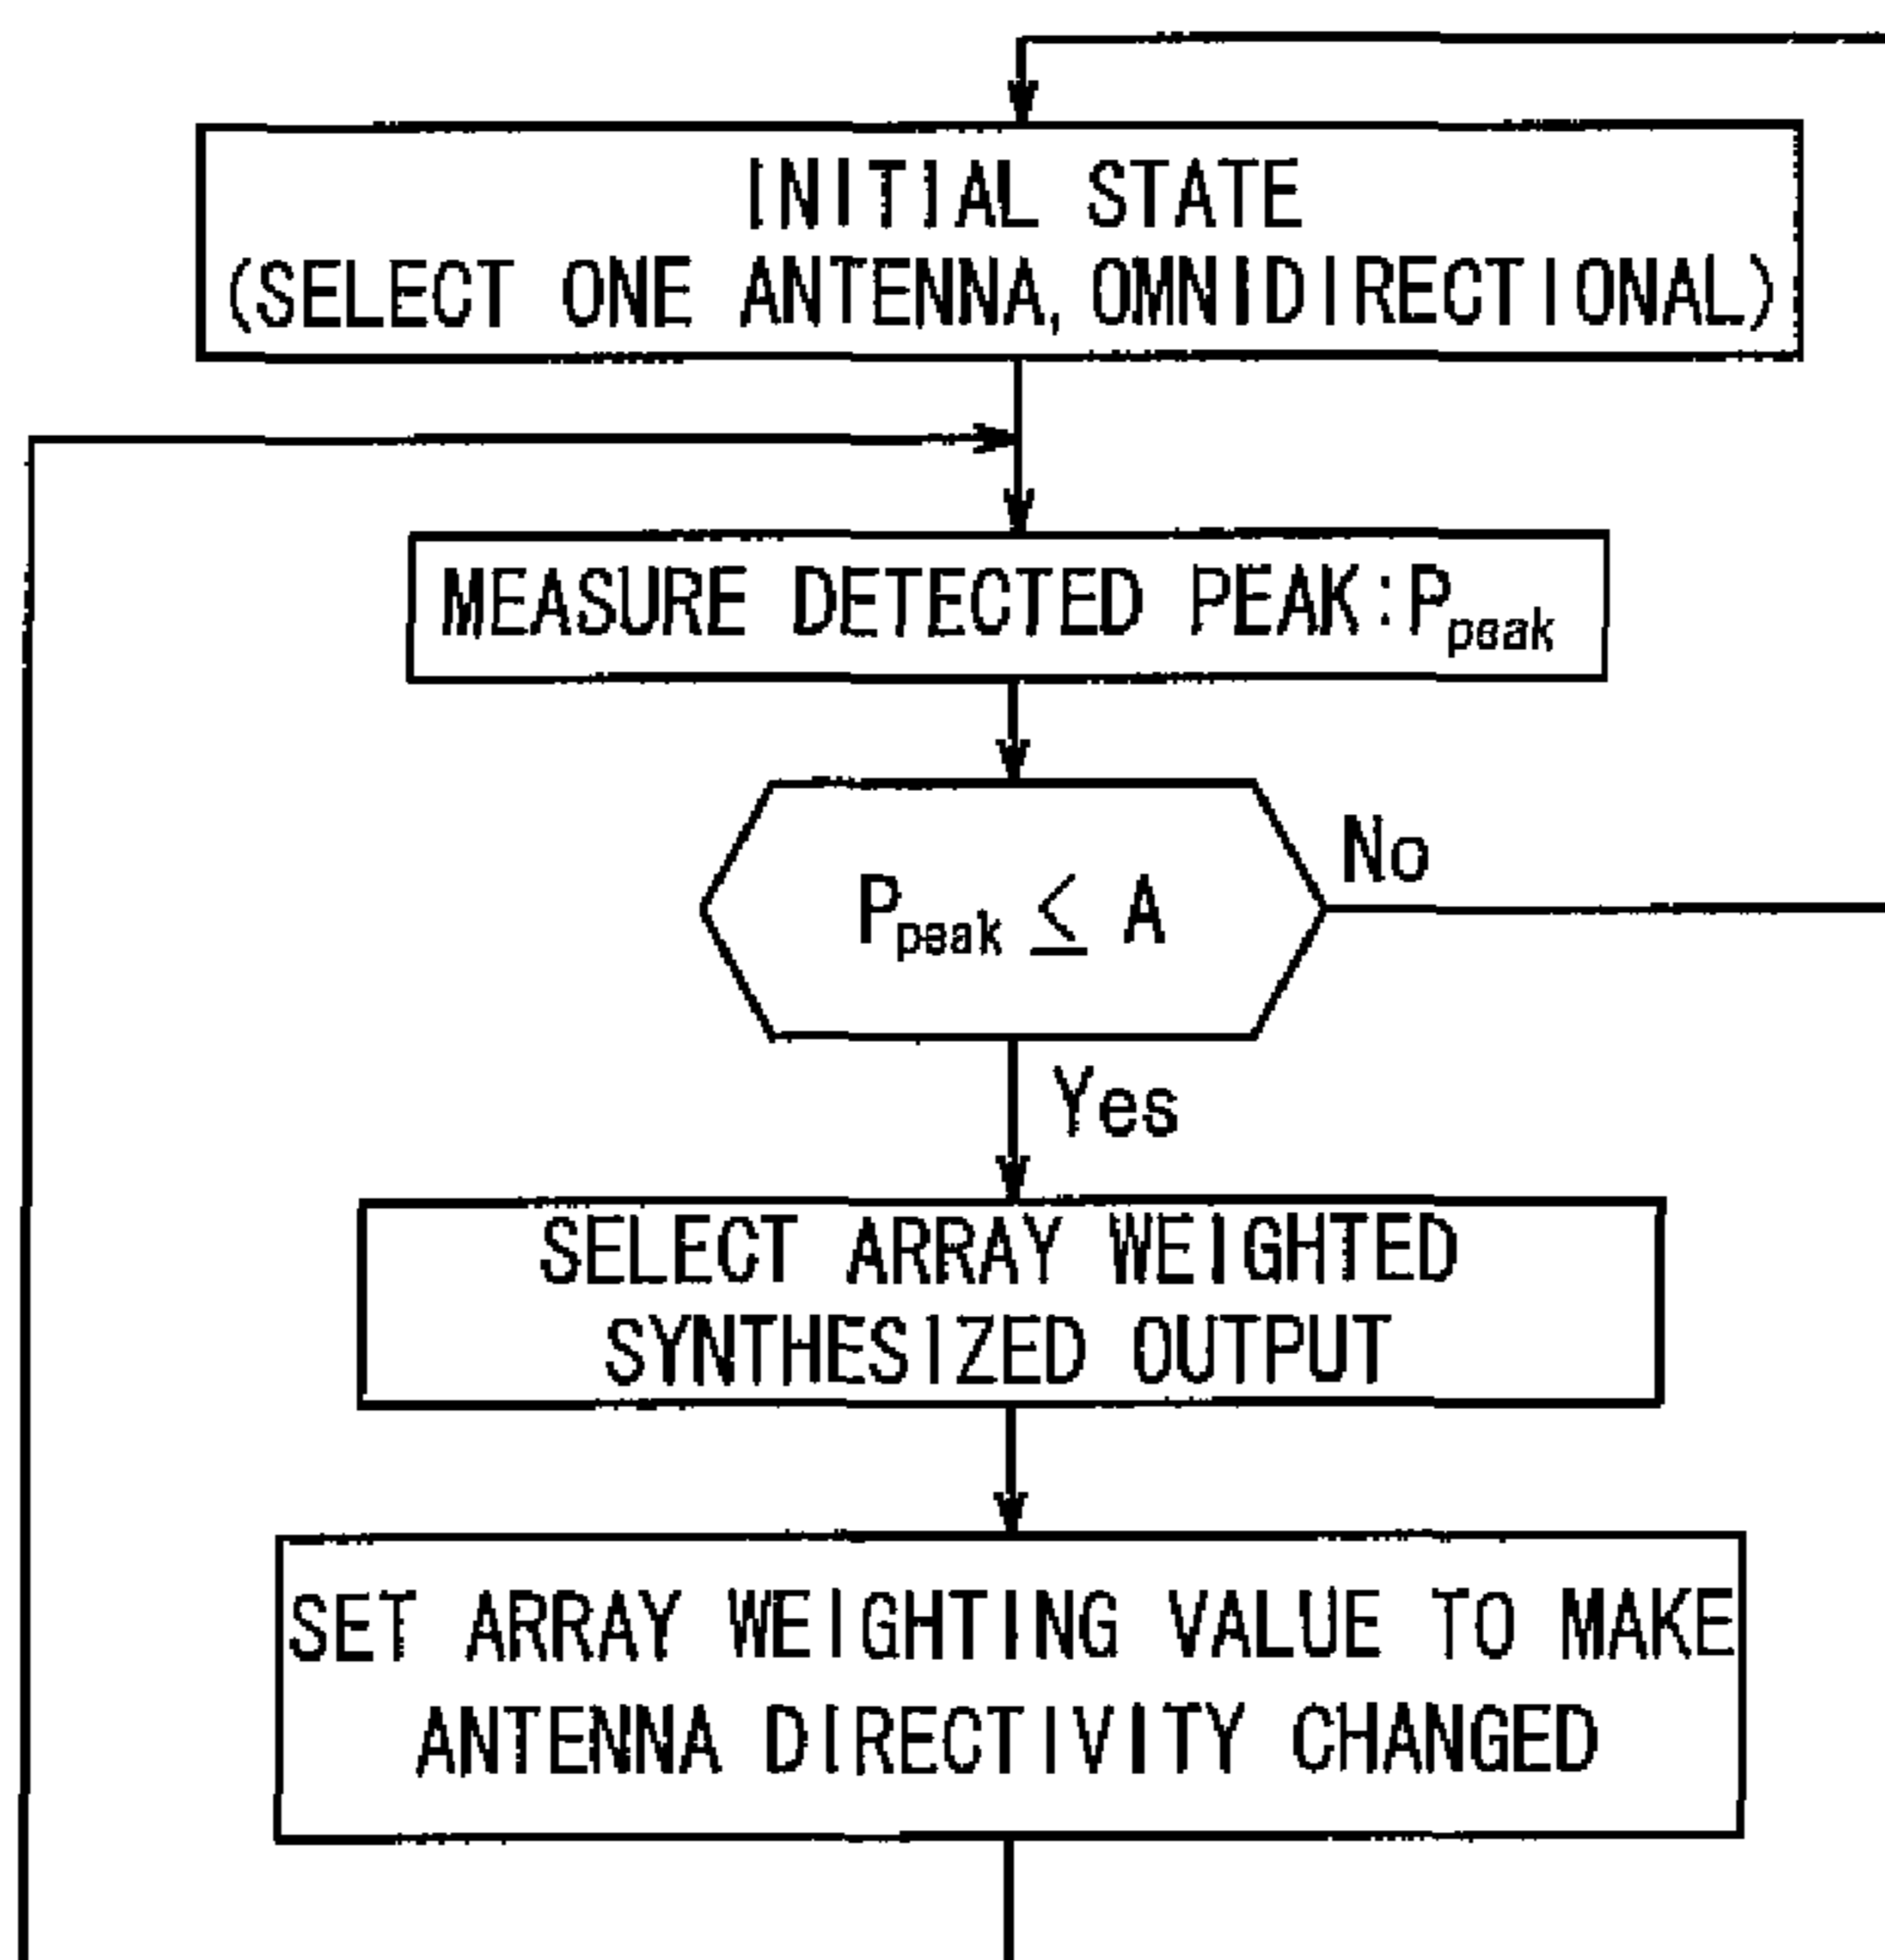 INITIAL STATE
(SELECT ONE ANTENNA, OMNIDIRECTIONAL)
MEASURE DETECTED PEAK:Ppeak
Ppeak ≤ A
No
Yes
SELECT ARRAY WEIGHTED
SYNTHESIZED OUTPUT
SET ARRAY WEIGHTING VALUE TO MAKE
ANTENNA DIRECTIVITY CHANGED